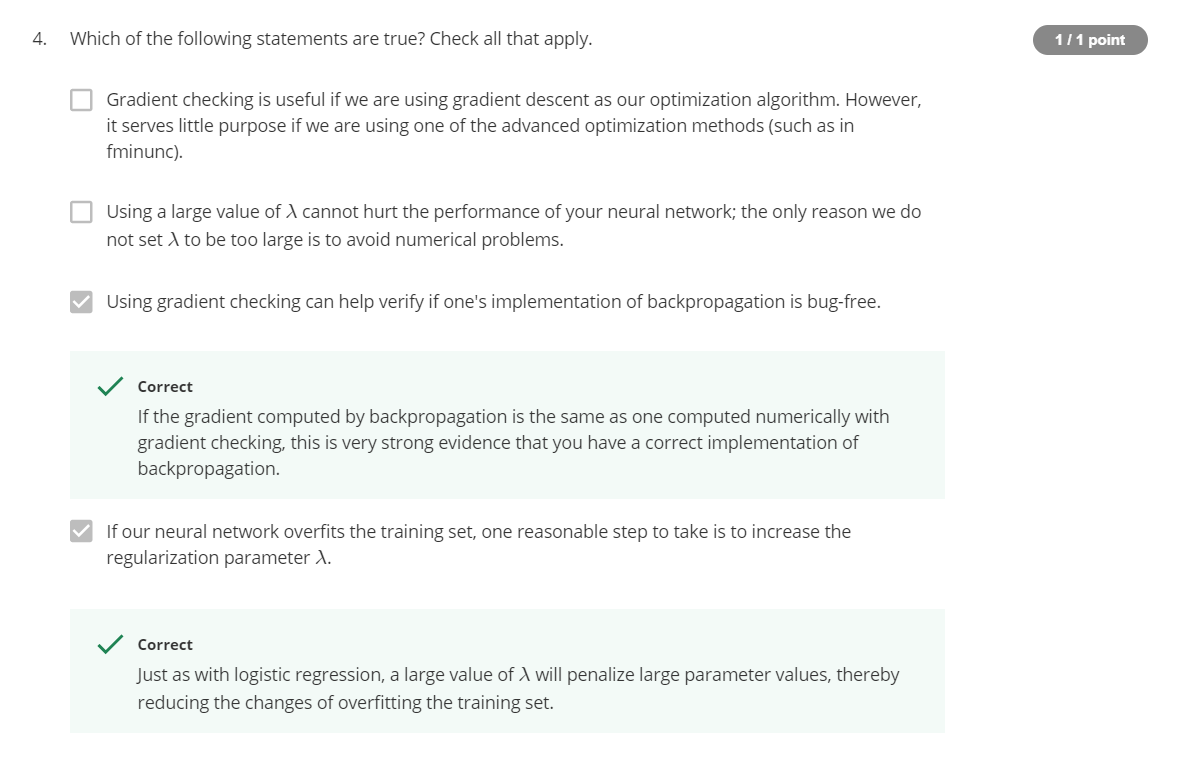 4. Which of the following statements are true? Check all that apply.
1 / 1 point
Gradient checking is useful if we are using gradient descent as our optimization algorithm. However,
it serves little purpose if we are using one of the advanced optimization methods (such as in
fminunc).
Using a large value of λ cannot hurt the performance of your neural network; the only reason we do
not set λ to be too large is to avoid numerical problems.
Using gradient checking can help verify if one's implementation of backpropagation is bug-free.
Correct
If the gradient computed by backpropagation is the same as one computed numerically with
gradient checking, this is very strong evidence that you have a correct implementation of
backpropagation.
If our neural network overfits the training set, one reasonable step to take is to increase the
regularization parameter λ.
Correct
Just as with logistic regression, a large value of λ will penalize large parameter values, thereby
reducing the changes of overfitting the training set.